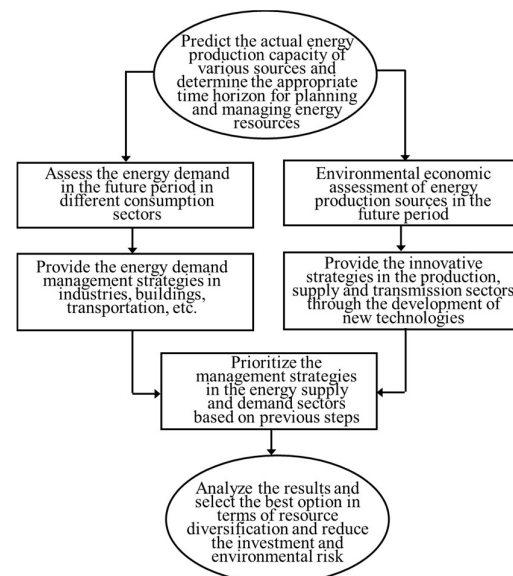 Predict the actual energy
production capacity of
various sources and
determine the appropriate
time horizon for planning
and managing energy
resources
Assess the energy demand
in the future period in
different consumption
sectors
Environmental economic
assessment of energy
production sources in the
future period
Provide the energy demand
management strategies in
industries, buildings,
transportation, etc.
Provide the innovative
strategies in the production,
supply and transmission sectors
through the development of
new technologies
Prioritize the
management strategies
in the energy supply
and demand sectors
based on previous steps
Analyze the results and
select the best option in
terms of resource
diversification and reduce
the investment and
environmental risk